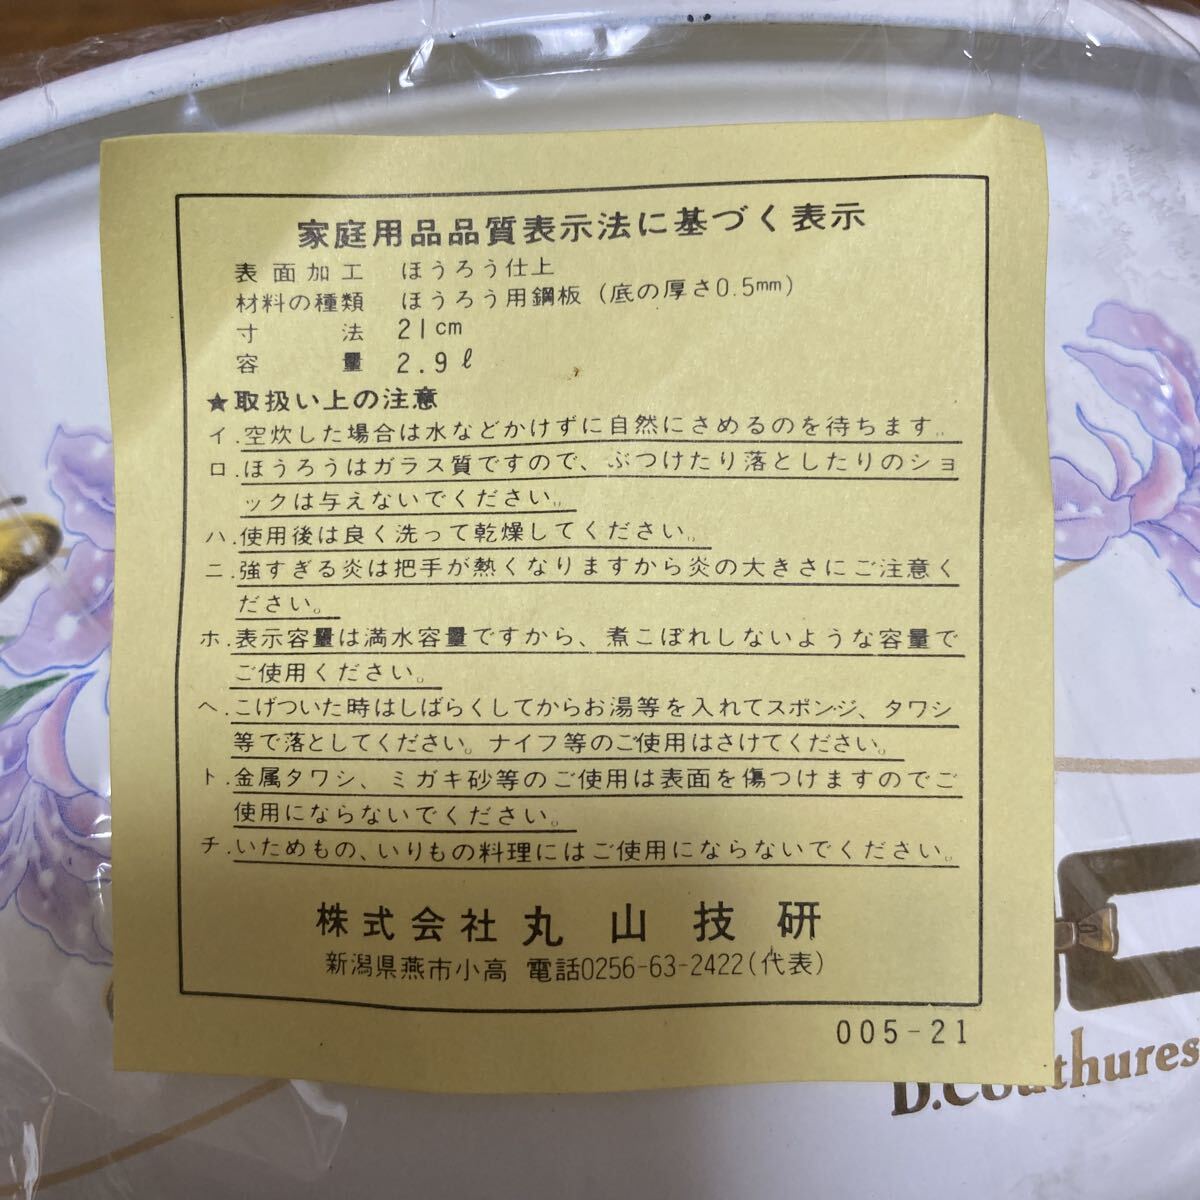 家庭用品品質表示法に基づく表示
表面加工 ほうろう仕上
材料の種類 ほうろう用鋼板（底の厚さ0.5mm）
寸法 21cm
容量 2.9ℓ
★取扱い上の注意
イ.空炊した場合は水などかけずに自然にさめるのを待ちます。
ロ.ほうろうはガラス質ですので、ぶつけたり落としたりのショ
ックは与えないでください。
ハ.使用後は良く洗って乾燥してください。
ニ.強すぎる炎は把手が熱くなりますから炎の大きさにご注意く
ださい。
ホ.表示容量は満水容量ですから、煮こぼれしないような容量で
ご使用ください。
ヘ.こげついた時はしばらくしてからお湯等を入れてスポンジ、タワシ
等で落としてください。ナイフ等のご使用はさけてください。
ト.金属タワシ、ミガキ砂等のご使用は表面を傷つけますのでご
使用にならないでください。
チ.いためもの、いりもの料理にはご使用にならないでください。
株式会社丸山技研
新潟県燕市小高 電話0256-63-2422（代表）
005-21
D.Couthures